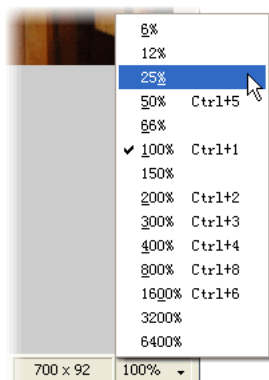 6%
12%
25%
50% Ctrl+5
66%
✔ 100% Ctrl+1
150%
200% Ctrl+2
300% Ctrl+3
400% Ctrl+4
800% Ctrl+8
1600% Ctrl+6
3200%
6400%
700 x 92 100%